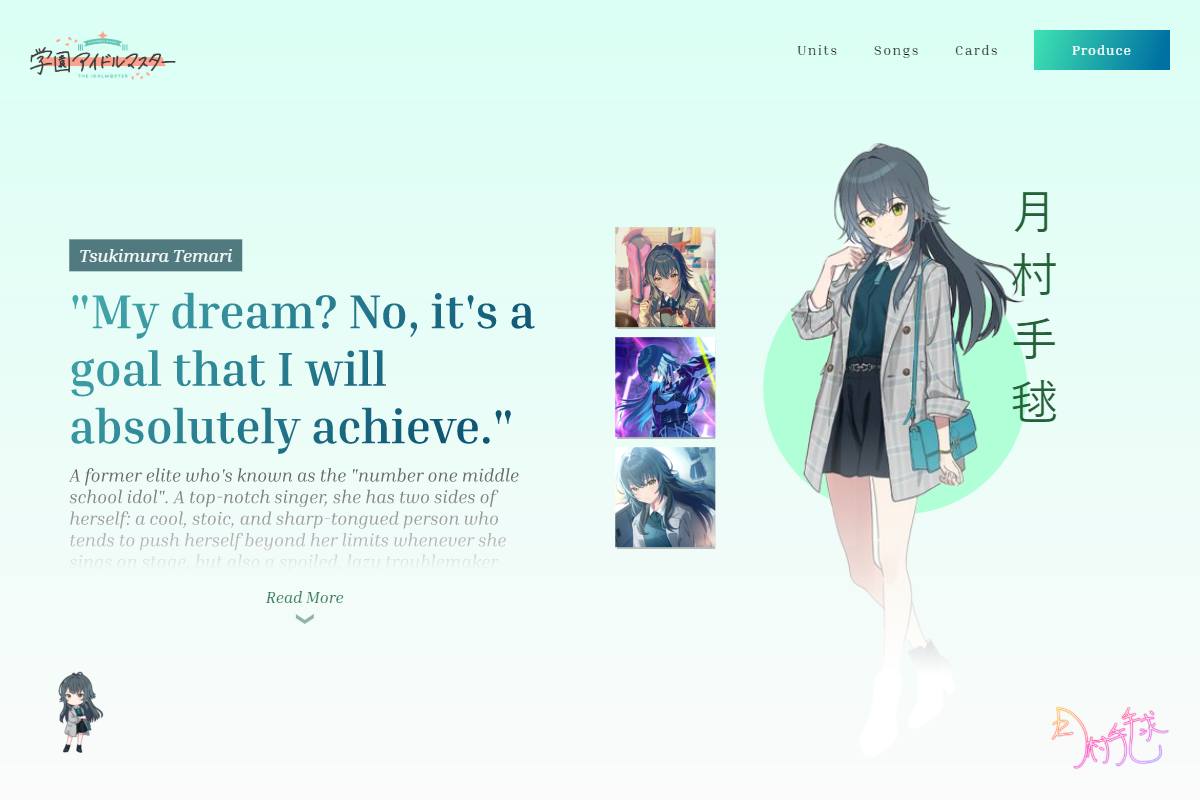 学園アイドルマスター
THE IDOLM@STER
Units
Songs
Cards
Produce
Tsukimura Temari
"My dream? No, it's a
goal that I will
absolutely achieve."
A former elite who's known as the "number one middle
school idol". A top-notch singer, she has two sides of
herself: a cool, stoic, and sharp-tongued person who
tends to push herself beyond her limits whenever she
sings on stage, but also a spoiled, lazy troublemaker
Read More
月
村
手
毬
月村手毬